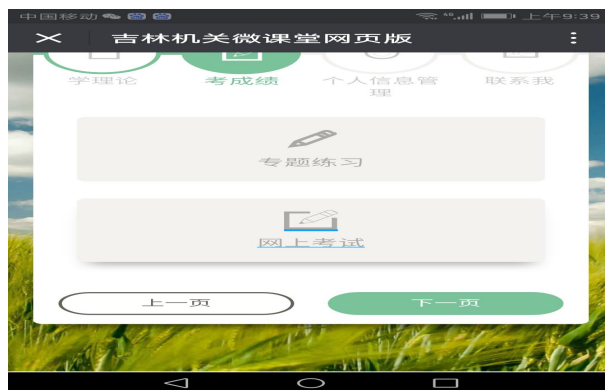 中国移动 上午9:39
吉林机关微课堂网页版
学理论 考成绩 个人信息管理 联系我
专题练习
网上考试
上一页 下一页